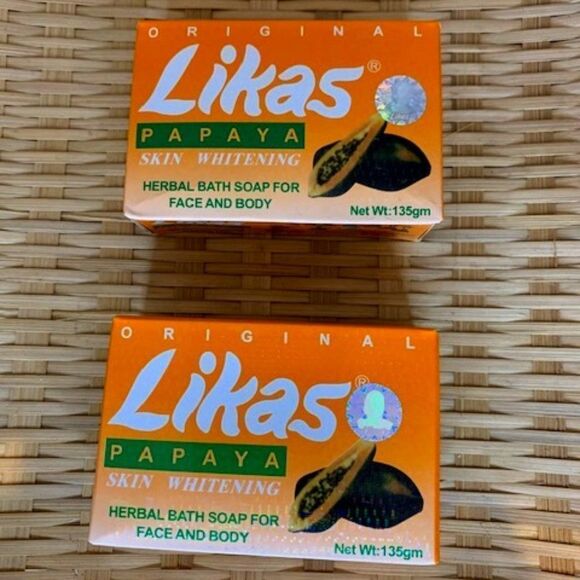 ORIGINAL
Likas®
PAPAYA
SKIN WHITENING
HERBAL BATH SOAP FOR
FACE AND BODY
Net Wt:135gm
ORIGINAL
Likas®
PAPAYA
SKIN WHITENING
HERBAL BATH SOAP FOR
FACE AND BODY
Net Wt:135gm